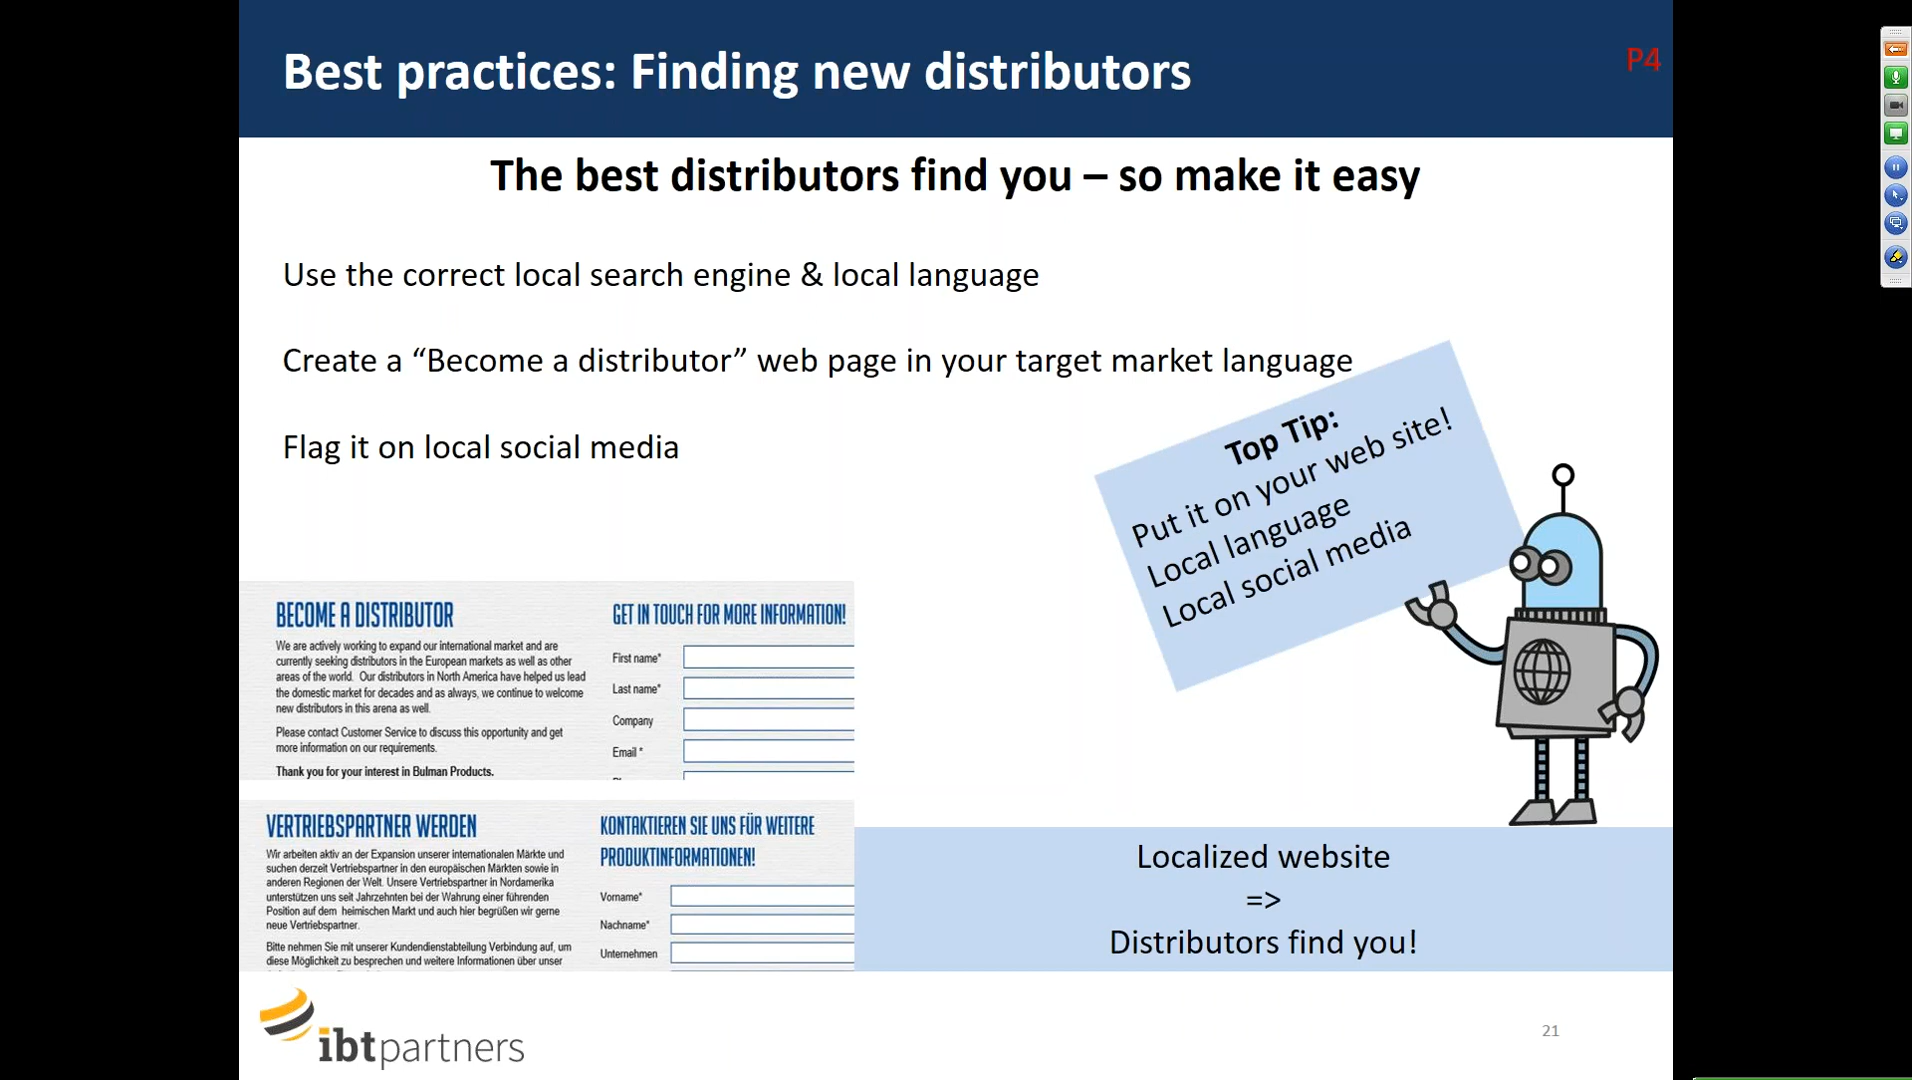 Best practices: Finding new distributors
P4
The best distributors find you – so make it easy
Use the correct local search engine & local language
Create a “Become a distributor” web page in your target market language
Flag it on local social media
Top Tip:
Put it on your web site!
Local language
Local social media
BECOME A DISTRIBUTOR
We are actively working to expand our international market and are
currently seeking distributors in the European markets as well as other
areas of the world. Our distributors in North America have helped us lead
the domestic market for decades and as always, we continue to welcome
new distributors in this arena as well.
Please contact Customer Service to discuss this opportunity and get
more information on our requirements.
Thank you for your interest in Bulman Products.
GET IN TOUCH FOR MORE INFORMATION!
First name*
Last name*
Company
Email *
VERTRIEBSPARTNER WERDEN
Wir arbeiten aktiv an der Expansion unserer internationalen Märkte und
suchen derzeit Vertriebspartner in den europäischen Märkten sowie in
anderen Regionen der Welt. Unsere Vertriebspartner in Nordamerika
unterstützen uns seit Jahrzehnten bei der Wahrung einer führenden
Position auf dem heimischen Markt und auch hier begrüßen wir gerne
neue Vertriebspartner.
Bitte nehmen Sie mit unserer Kundendienstabteilung Verbindung auf, um
diese Möglichkeit zu besprechen und weitere Informationen über unser
KONTAKTIEREN SIE UNS FÜR WEITERE
PRODUKTINFORMATIONEN!
Vorname*
Nachname*
Unternehmen
Localized website
=>
Distributors find you!
ibtpartners
21